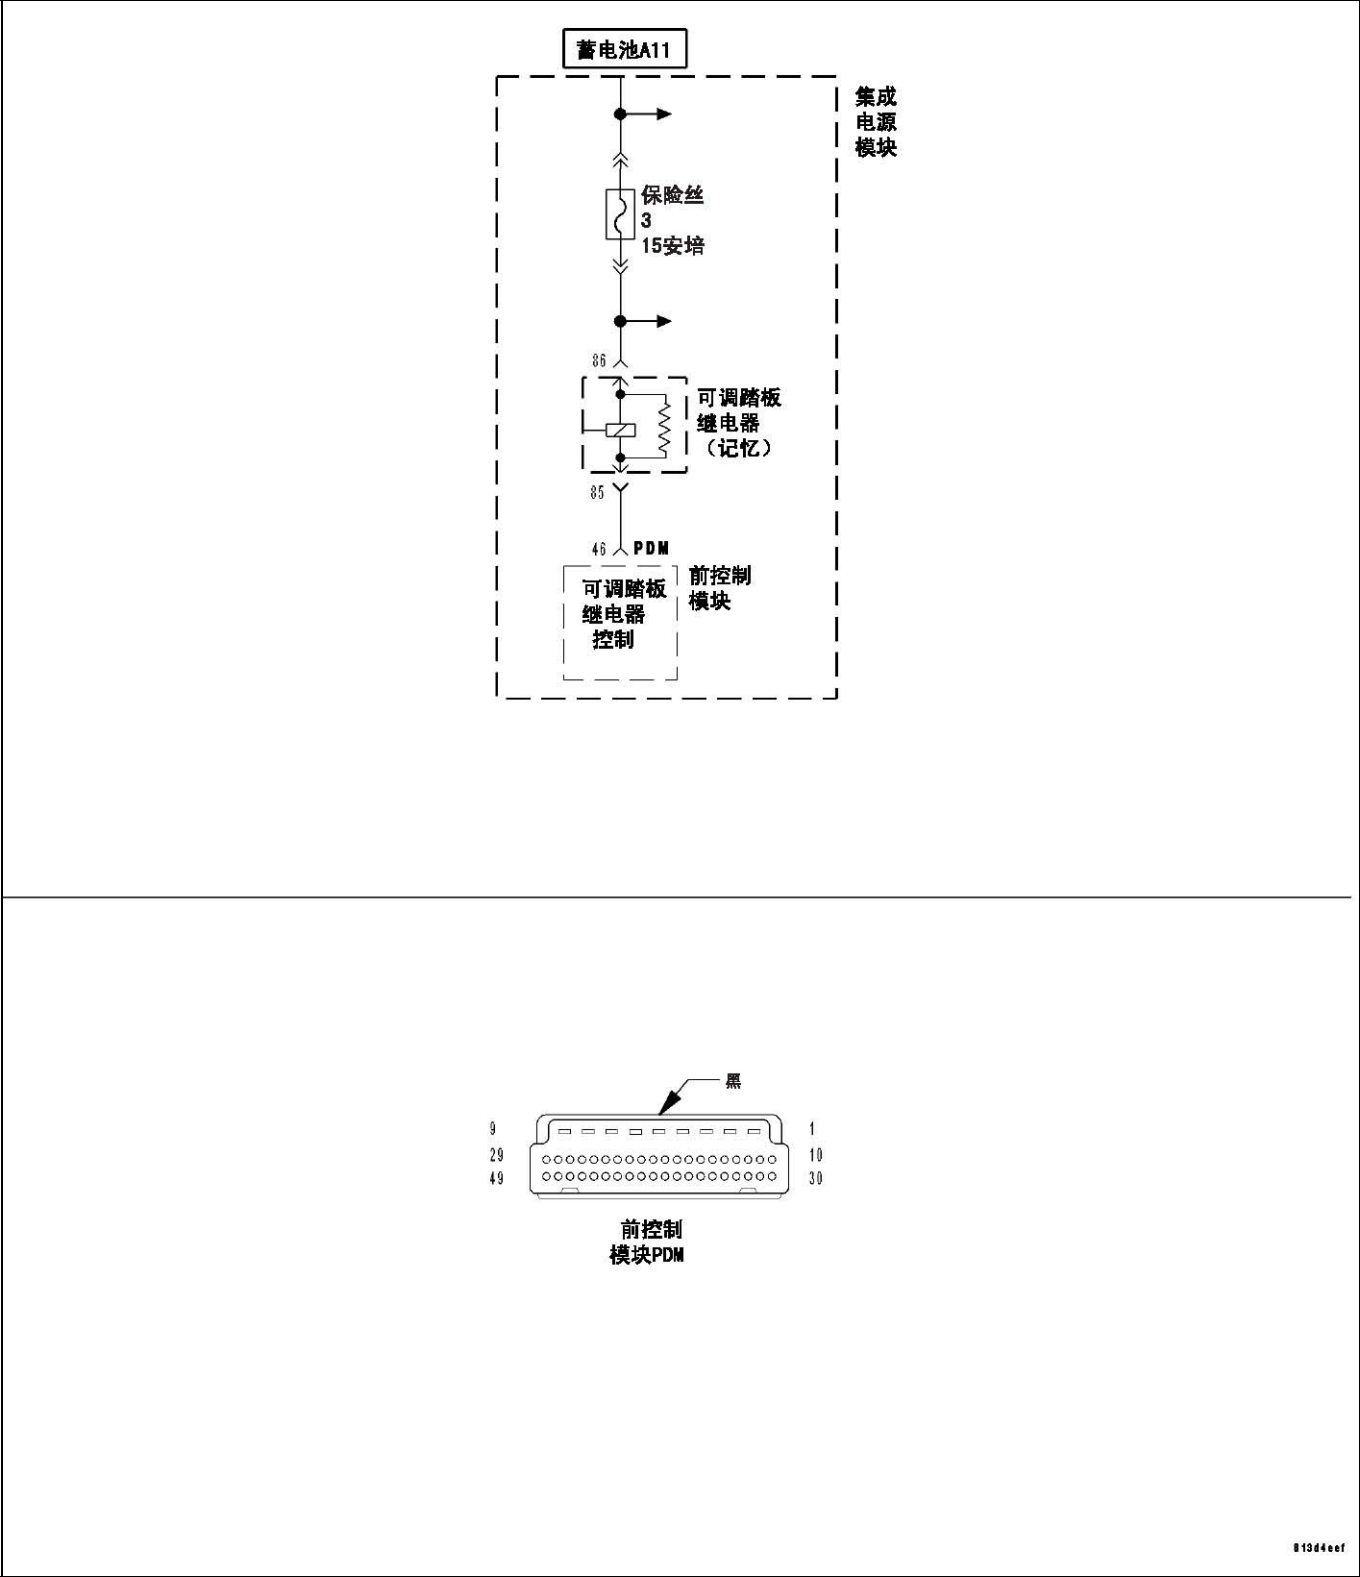 蓄电池A11
集成
电源
模块
保险丝
3
15安培
86
可调踏板
继电器
（记忆）
85
46 PDM
前控制
模块
可调踏板
继电器
控制
黑
9 1
29 10
49 30
前控制
模块PDM
813d4eef